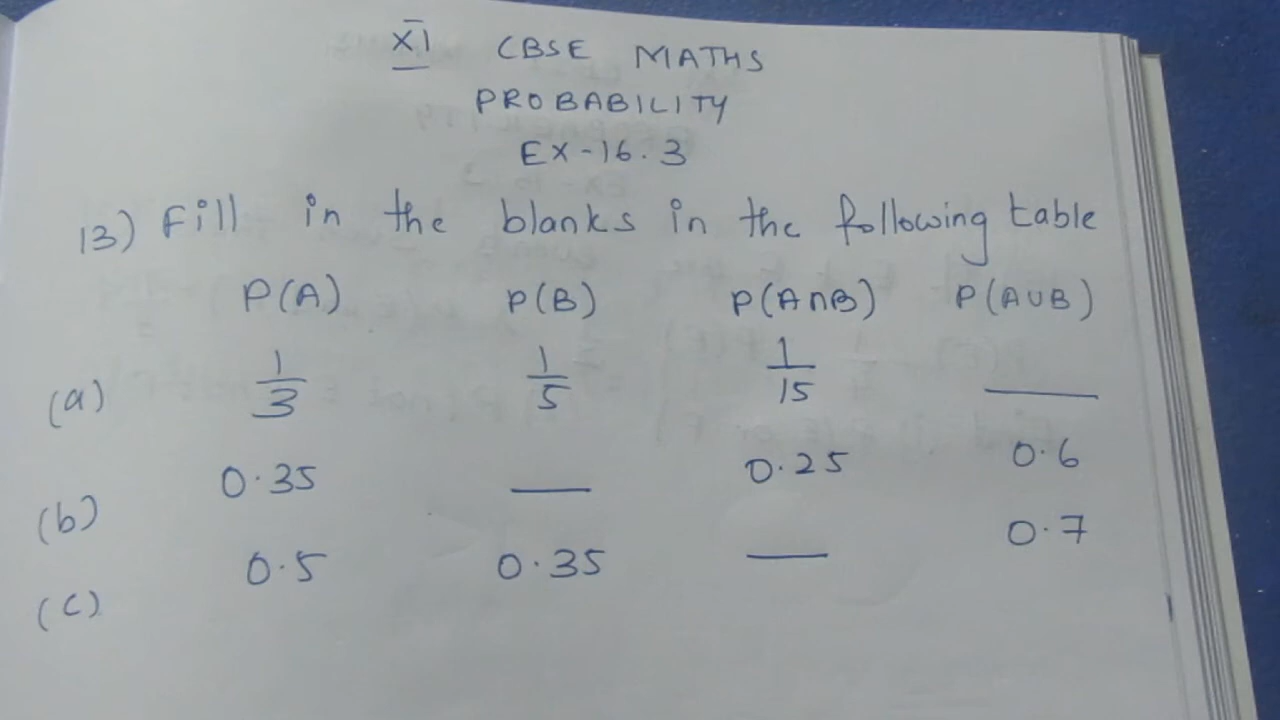 XI CBSE MATHS
PROBABILITY
EX-16.3
13) Fill in the blanks in the following table
P(A) P(B) P(A∩B) P(A∪B)
(a) 1/3 1/5 1/15 ___
(b) 0.35 ___ 0.25 0.6
(c) 0.5 0.35 ___ 0.7